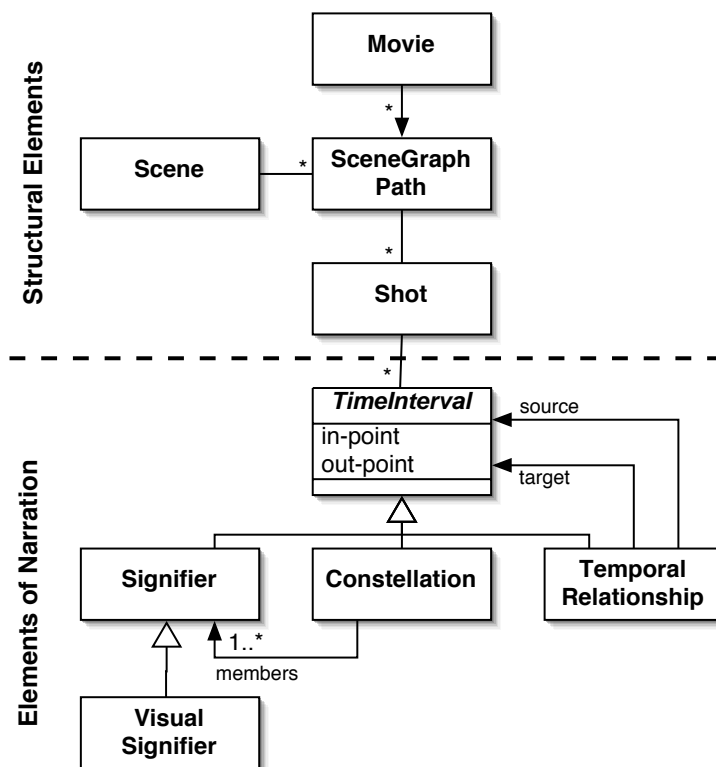 Structural Elements
Movie
*
Scene
*
SceneGraph
Path
*
Shot
*
Elements of Narration
TimeInterval
in-point
out-point
source
target
Signifier
Constellation
Temporal
Relationship
1..*
members
Visual
Signifier